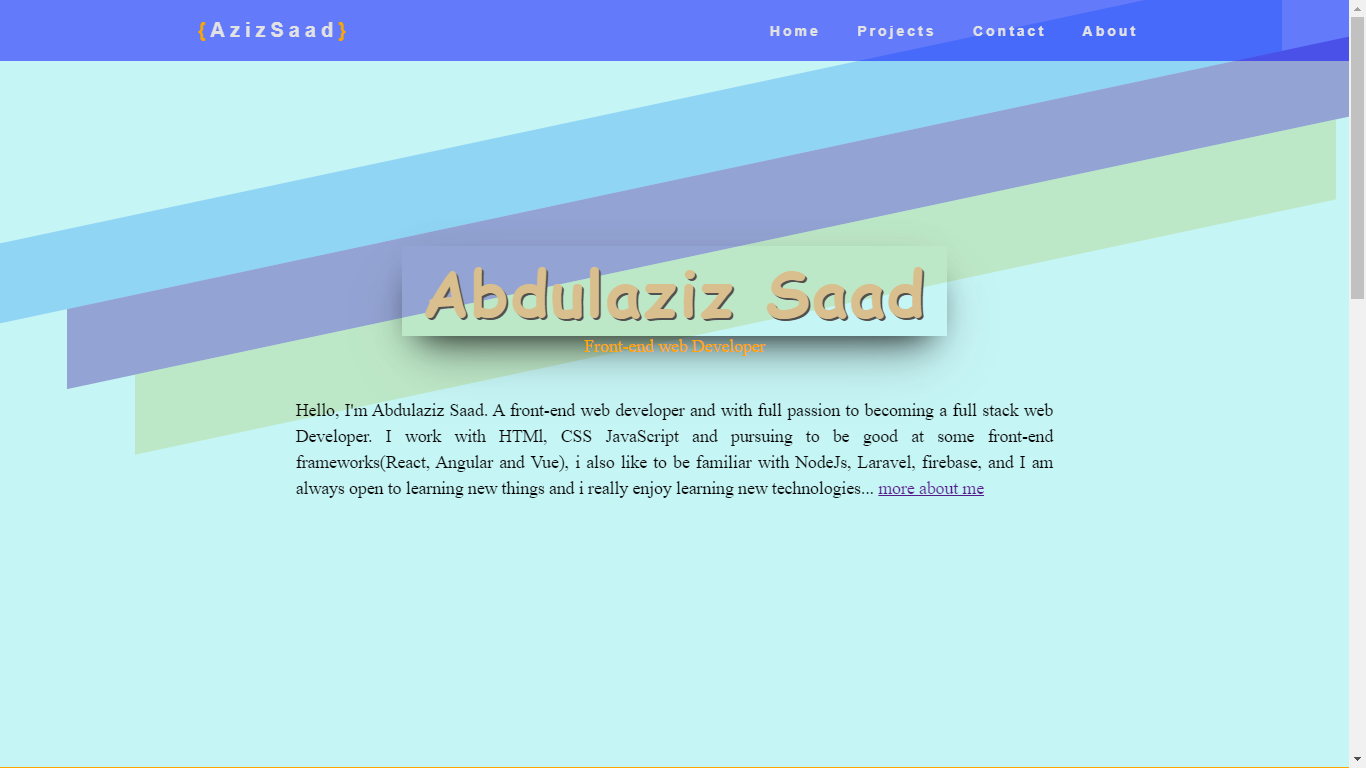 {AzizSaad}
Home Projects Contact About
Abdulaziz Saad
Front-end web Developer
Hello, I'm Abdulaziz Saad. A front-end web developer and with full passion to becoming a full stack web
Developer. I work with HTMl, CSS JavaScript and pursuing to be good at some front-end
frameworks(React, Angular and Vue), i also like to be familiar with NodeJs, Laravel, firebase, and I am
always open to learning new things and i really enjoy learning new technologies... more about me